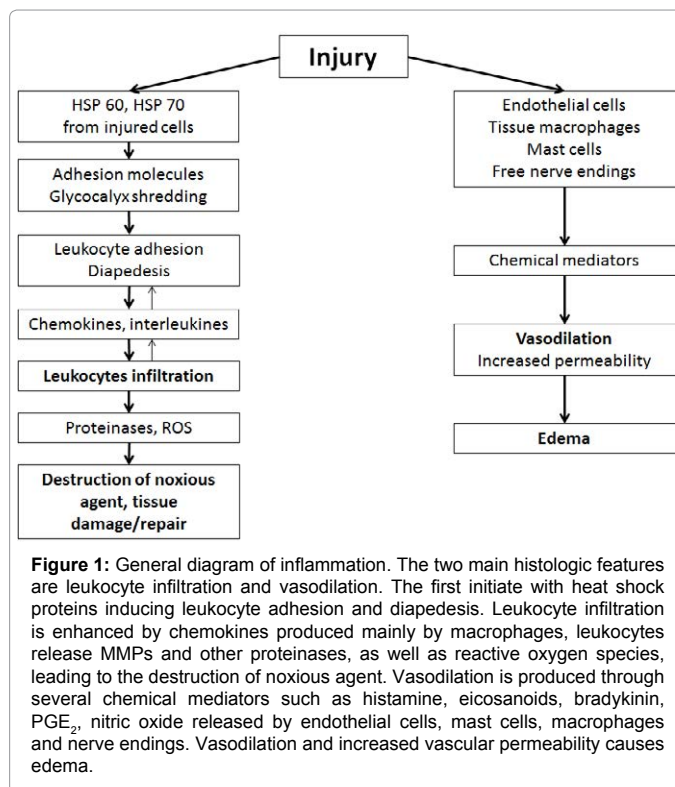 Injury
HSP 60, HSP 70
from injured cells
Adhesion molecules
Glycocalyx shredding
Leukocyte adhesion
Diapedesis
Chemokines, interleukines
Leukocytes infiltration
Proteinases, ROS
Destruction of noxious
agent, tissue
damage/repair
Endothelial cells
Tissue macrophages
Mast cells
Free nerve endings
Chemical mediators
Vasodilation
Increased permeability
Edema
Figure 1: General diagram of inflammation. The two main histologic features
are leukocyte infiltration and vasodilation. The first initiate with heat shock
proteins inducing leukocyte adhesion and diapedesis. Leukocyte infiltration
is enhanced by chemokines produced mainly by macrophages, leukocytes
release MMPs and other proteinases, as well as reactive oxygen species,
leading to the destruction of noxious agent. Vasodilation is produced through
several chemical mediators such as histamine, eicosanoids, bradykinin,
PGE₂, nitric oxide released by endothelial cells, mast cells, macrophages
and nerve endings. Vasodilation and increased vascular permeability causes
edema.